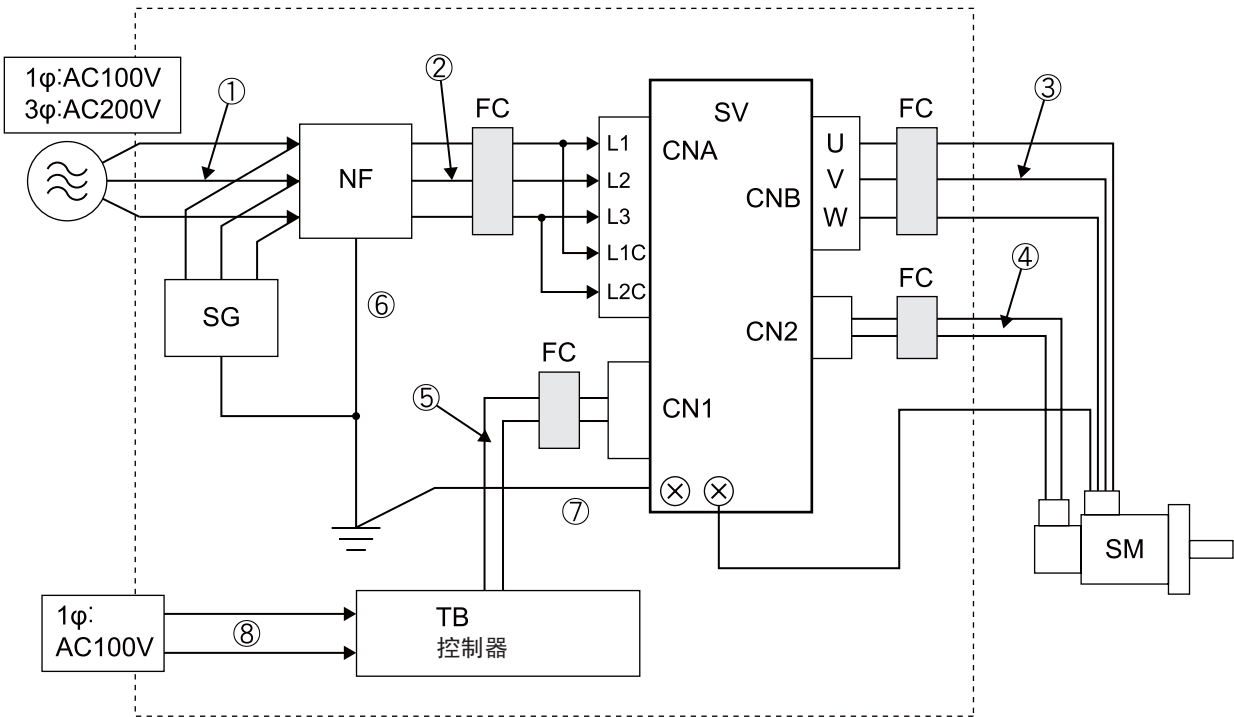 1φ:AC100V
3φ:AC200V
①
②
FC
NF
SG
⑥
L1
L2
L3
L1C
L2C
SV
CNA
CNB
U
V
W
FC
③
CN2
FC
④
FC
⑤
CN1
⑦
SM
1φ:
AC100V
⑧
TB
控制器